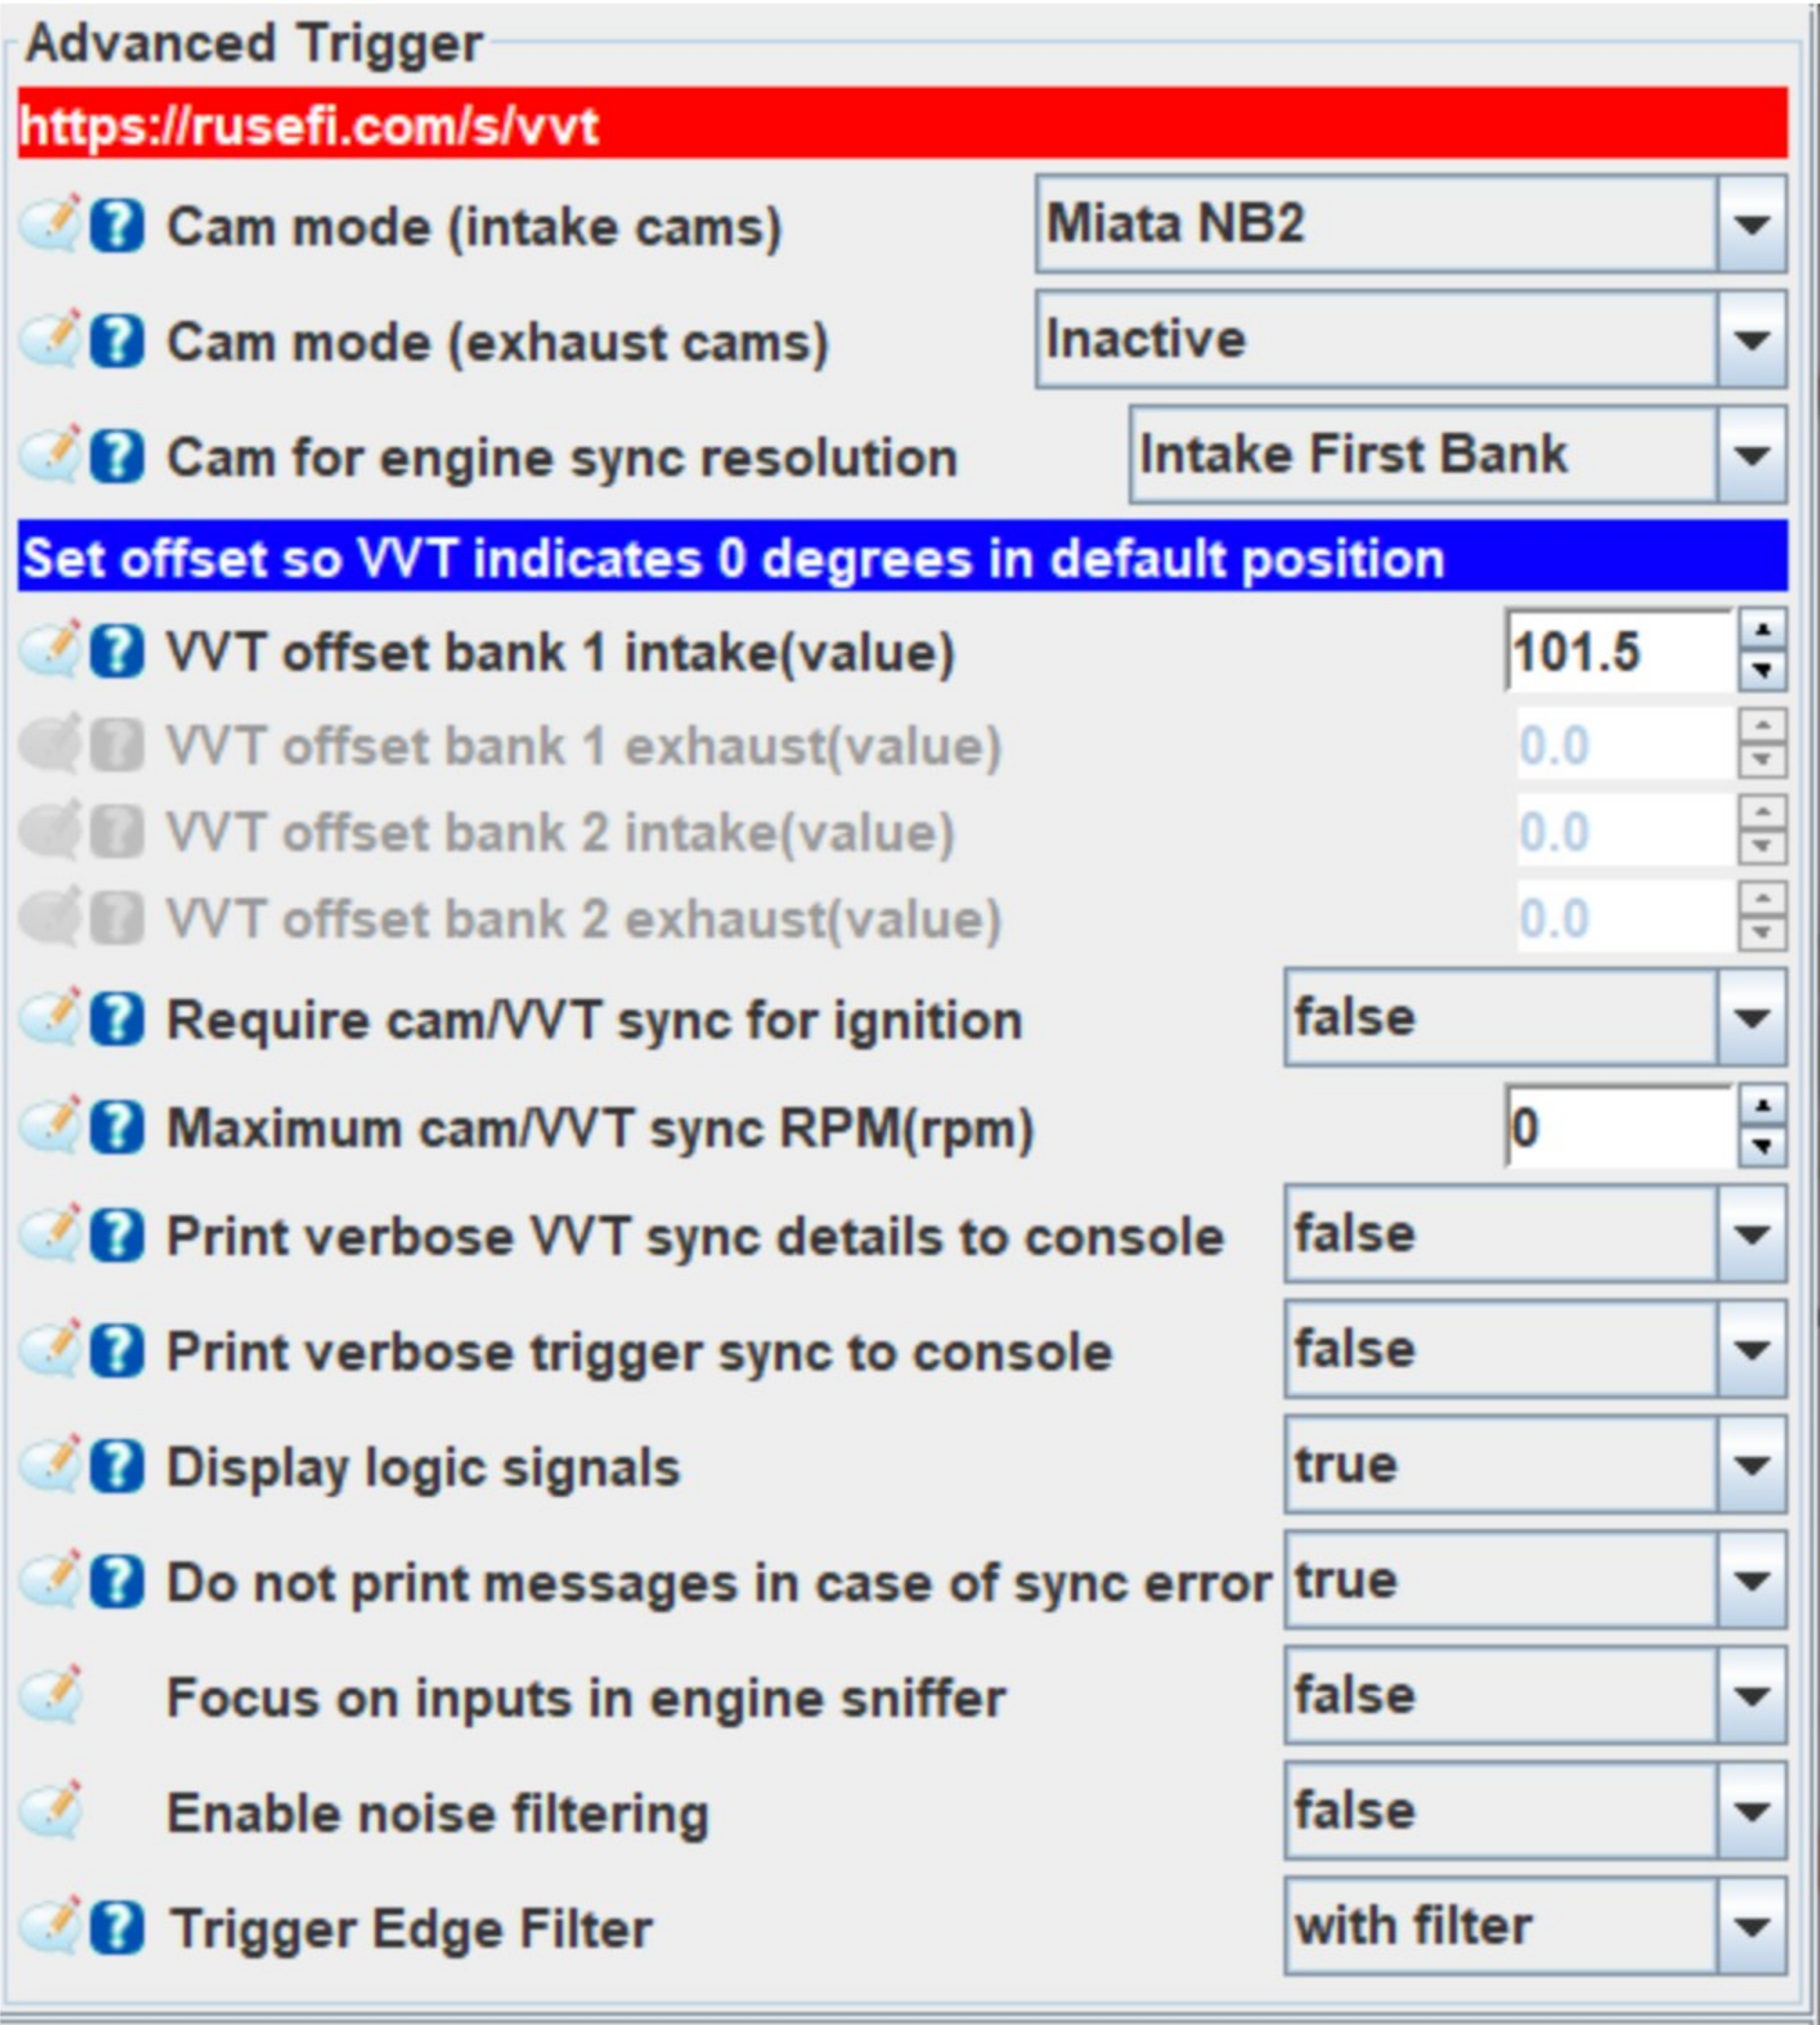 Advanced Trigger
https://rusefi.com/s/vvt
Cam mode (intake cams) Miata NB2
Cam mode (exhaust cams) Inactive
Cam for engine sync resolution Intake First Bank
Set offset so VVT indicates 0 degrees in default position
VVT offset bank 1 intake(value) 101.5
VVT offset bank 1 exhaust(value) 0.0
VVT offset bank 2 intake(value) 0.0
VVT offset bank 2 exhaust(value) 0.0
Require cam/VVT sync for ignition false
Maximum cam/VVT sync RPM(rpm) 0
Print verbose VVT sync details to console false
Print verbose trigger sync to console false
Display logic signals true
Do not print messages in case of sync error true
Focus on inputs in engine sniffer false
Enable noise filtering false
Trigger Edge Filter with filter